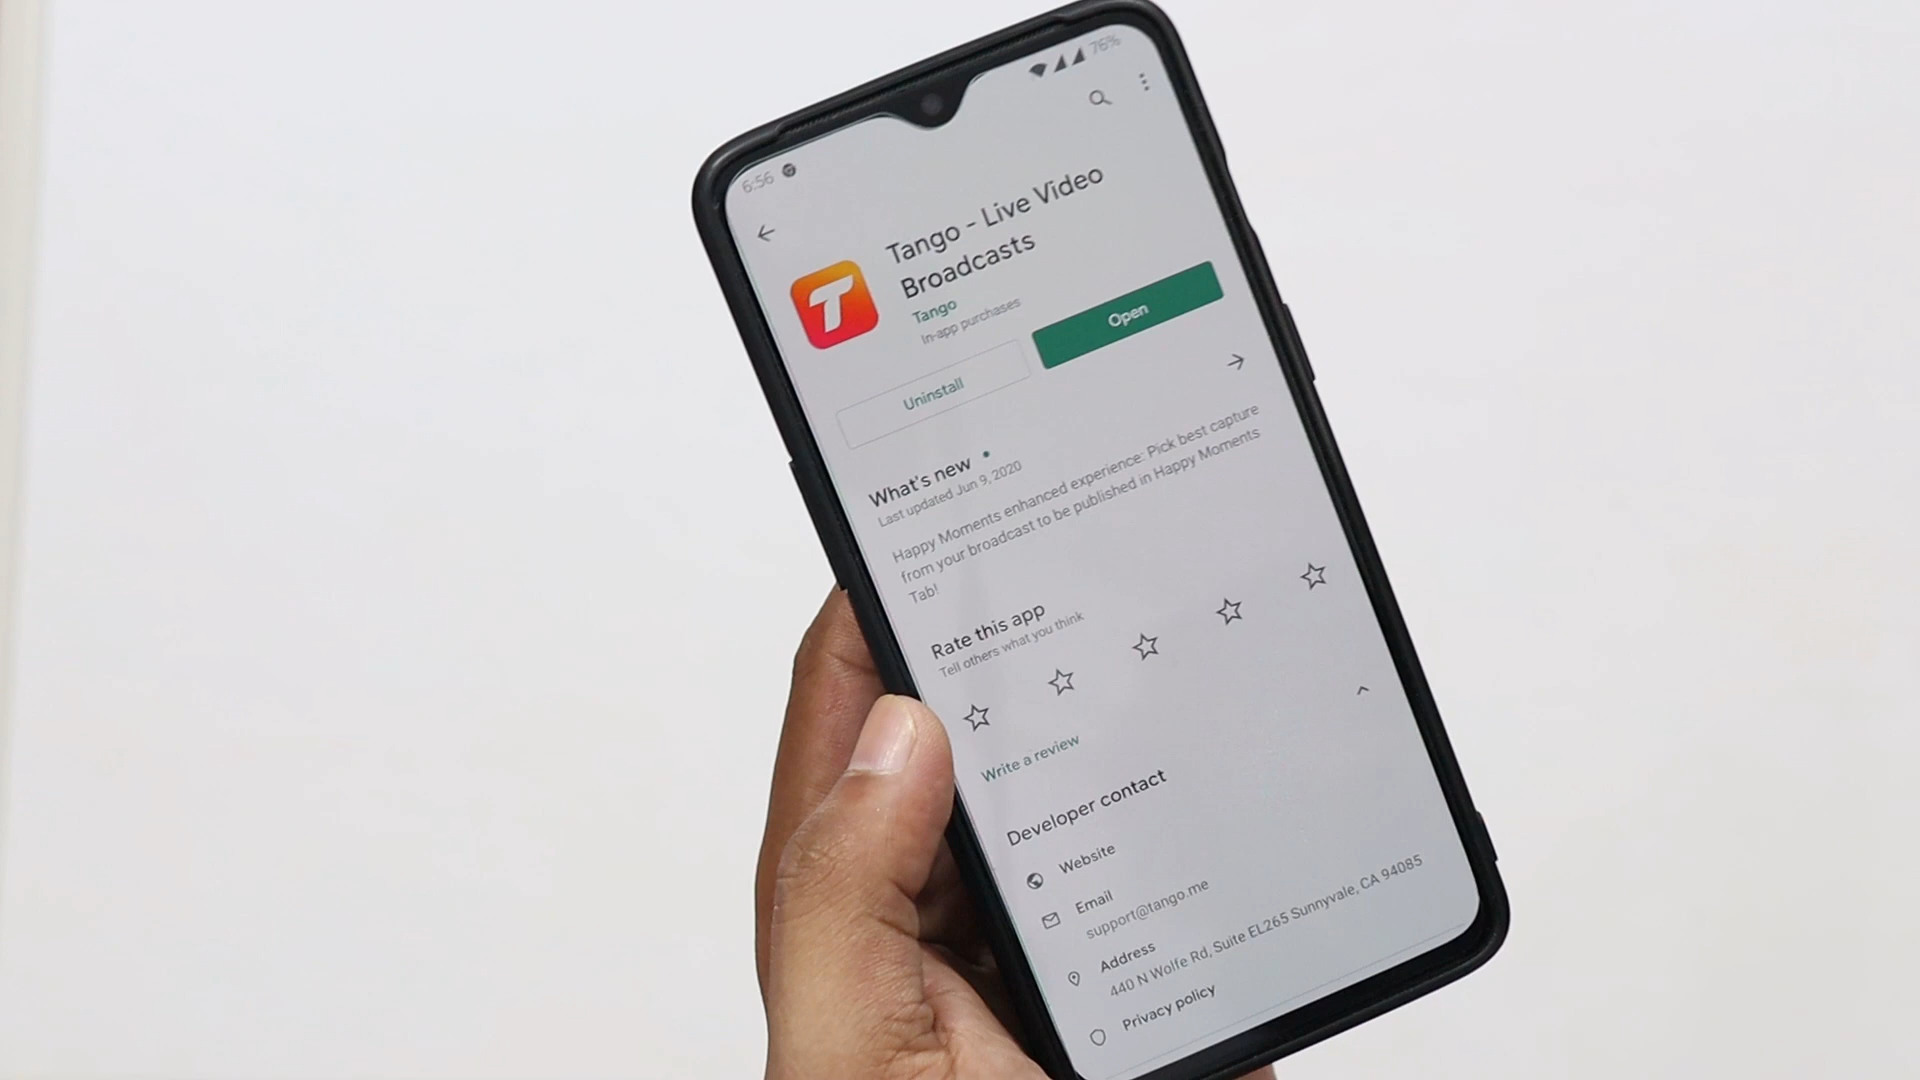 6:56
76%
Tango - Live Video
Broadcasts
Tango
In-app purchases
Uninstall
Open
What's new
Last updated Jun 9, 2020
Happy Moments enhanced experience: Pick best capture
from your broadcast to be published in Happy Moments
Tab!
Rate this app
Tell others what you think
Write a review
Developer contact
Website
Email
support@tango.me
Address
440 N Wolfe Rd, Suite EL265 Sunnyvale, CA 94085
Privacy policy